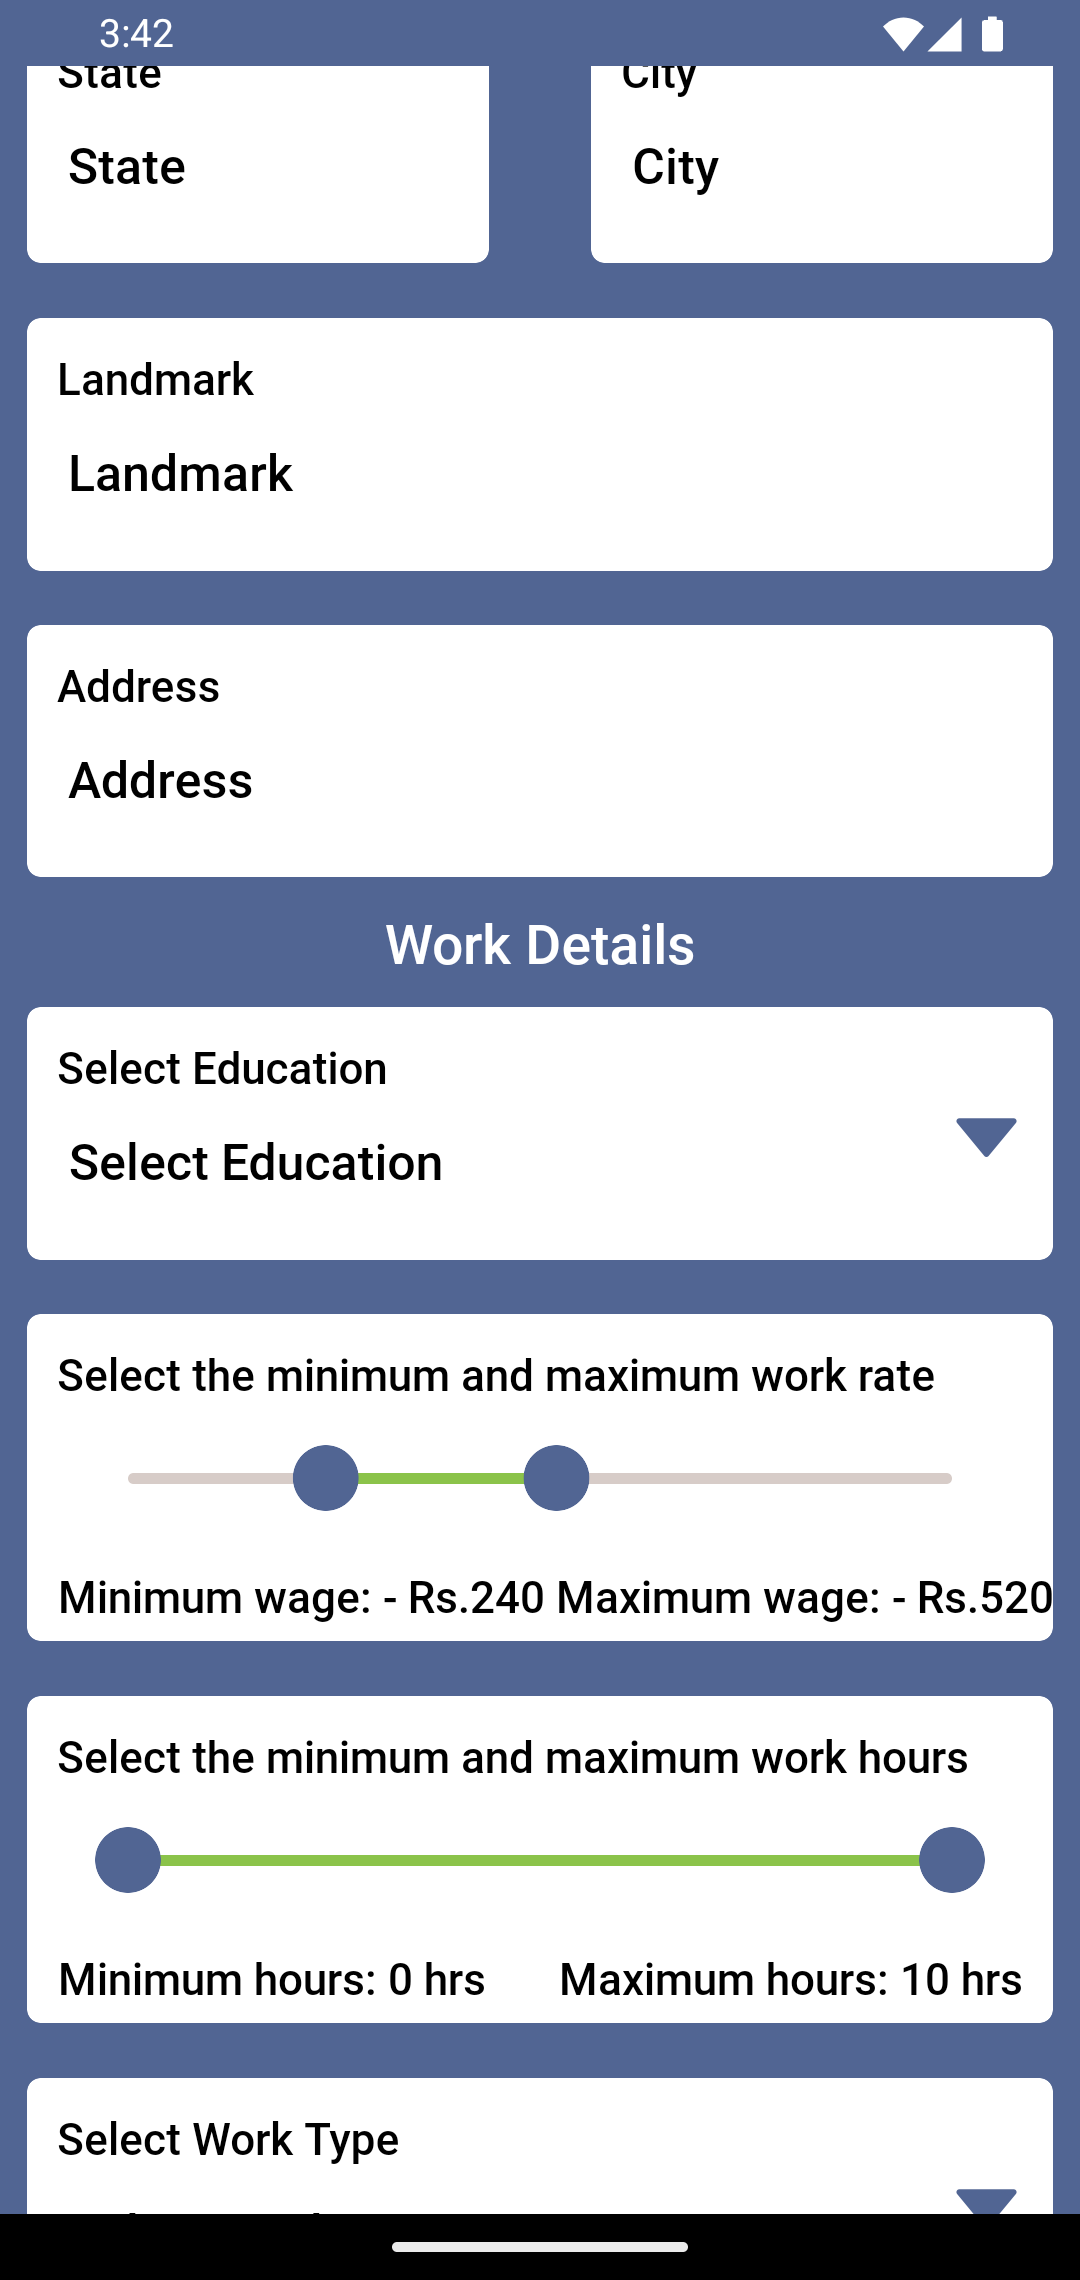 3:42
State City
State City
Landmark
Landmark
Address
Address
Work Details
Select Education
Select Education
Select the minimum and maximum work rate
Minimum wage: - Rs.240 Maximum wage: - Rs.520
Select the minimum and maximum work hours
Minimum hours: 0 hrs Maximum hours: 10 hrs
Select Work Type